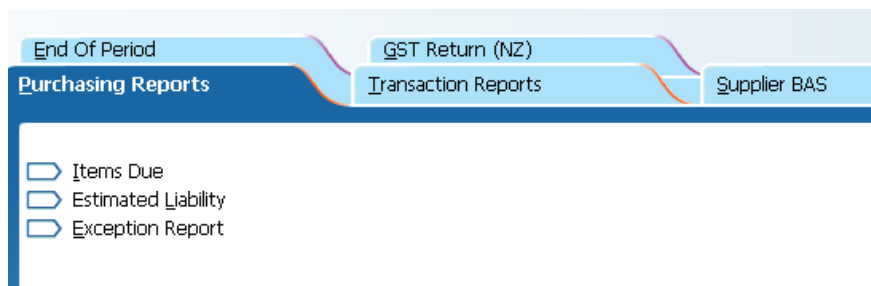 End Of Period GST Return (NZ)
Purchasing Reports Transaction Reports Supplier BAS
Items Due
Estimated Liability
Exception Report